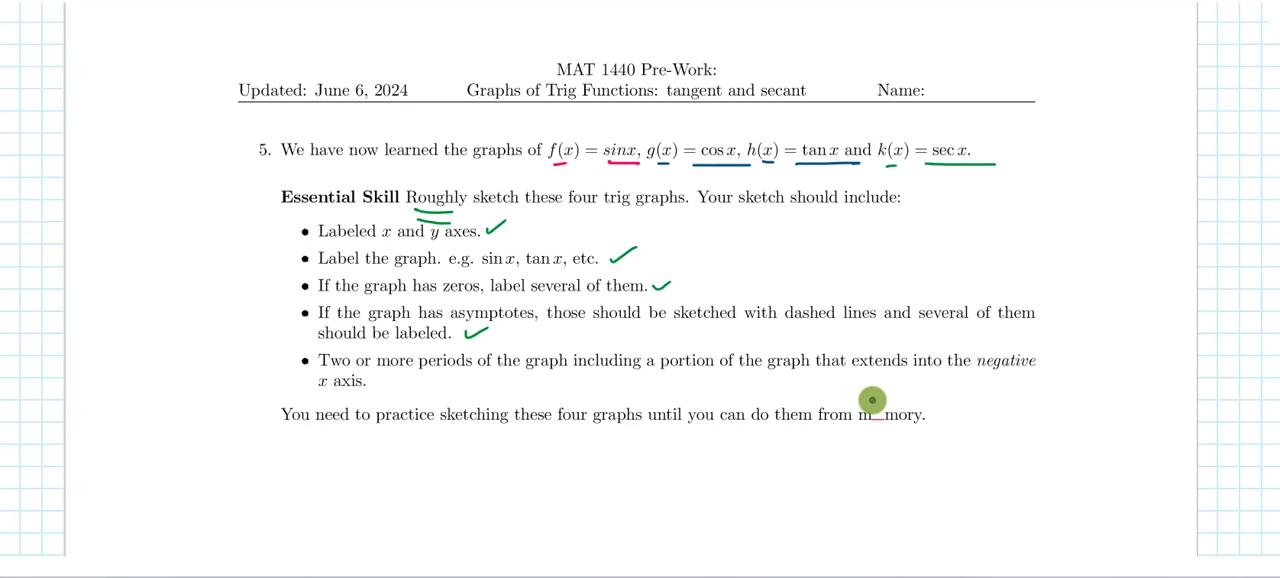 MAT 1440 Pre-Work:
Updated: June 6, 2024 Graphs of Trig Functions: tangent and secant Name:
5. We have now learned the graphs of f(x) = sinx, g(x) = cos x, h(x) = tan x and k(x) = sec x.
Essential Skill Roughly sketch these four trig graphs. Your sketch should include:
• Labeled x and y axes. ✓
• Label the graph. e.g. sin x, tan x, etc. ✓
• If the graph has zeros, label several of them. ✓
• If the graph has asymptotes, those should be sketched with dashed lines and several of them
should be labeled. ✓
• Two or more periods of the graph including a portion of the graph that extends into the negative
x axis.
You need to practice sketching these four graphs until you can do them from